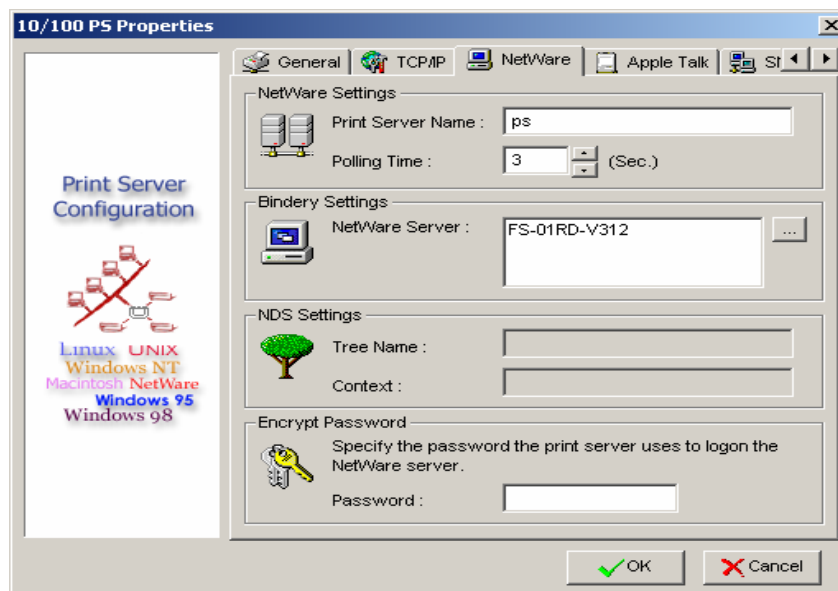 10/100 PS Properties
General TCP/IP NetWare Apple Talk
Print Server
Configuration
Linux UNIX
Windows NT
Macintosh NetWare
Windows 95
Windows 98
NetWare Settings
Print Server Name : ps
Polling Time : 3 (Sec.)
Bindery Settings
NetWare Server : FS-01RD-V312 ...
NDS Settings
Tree Name :
Context :
Encrypt Password
Specify the password the print server uses to logon the
NetWare server.
Password :
OK Cancel